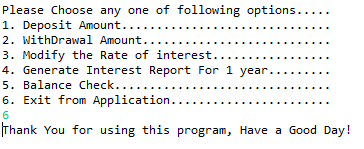 Please Choose any one of following options.....
1. Deposit Amount............................
2. WithDrawal Amount.........................
3. Modify the Rate of interest...............
4. Generate Interest Report For 1 year........
5. Balance Check.............................
6. Exit from Application.....................
6
Thank You for using this program, Have a Good Day!